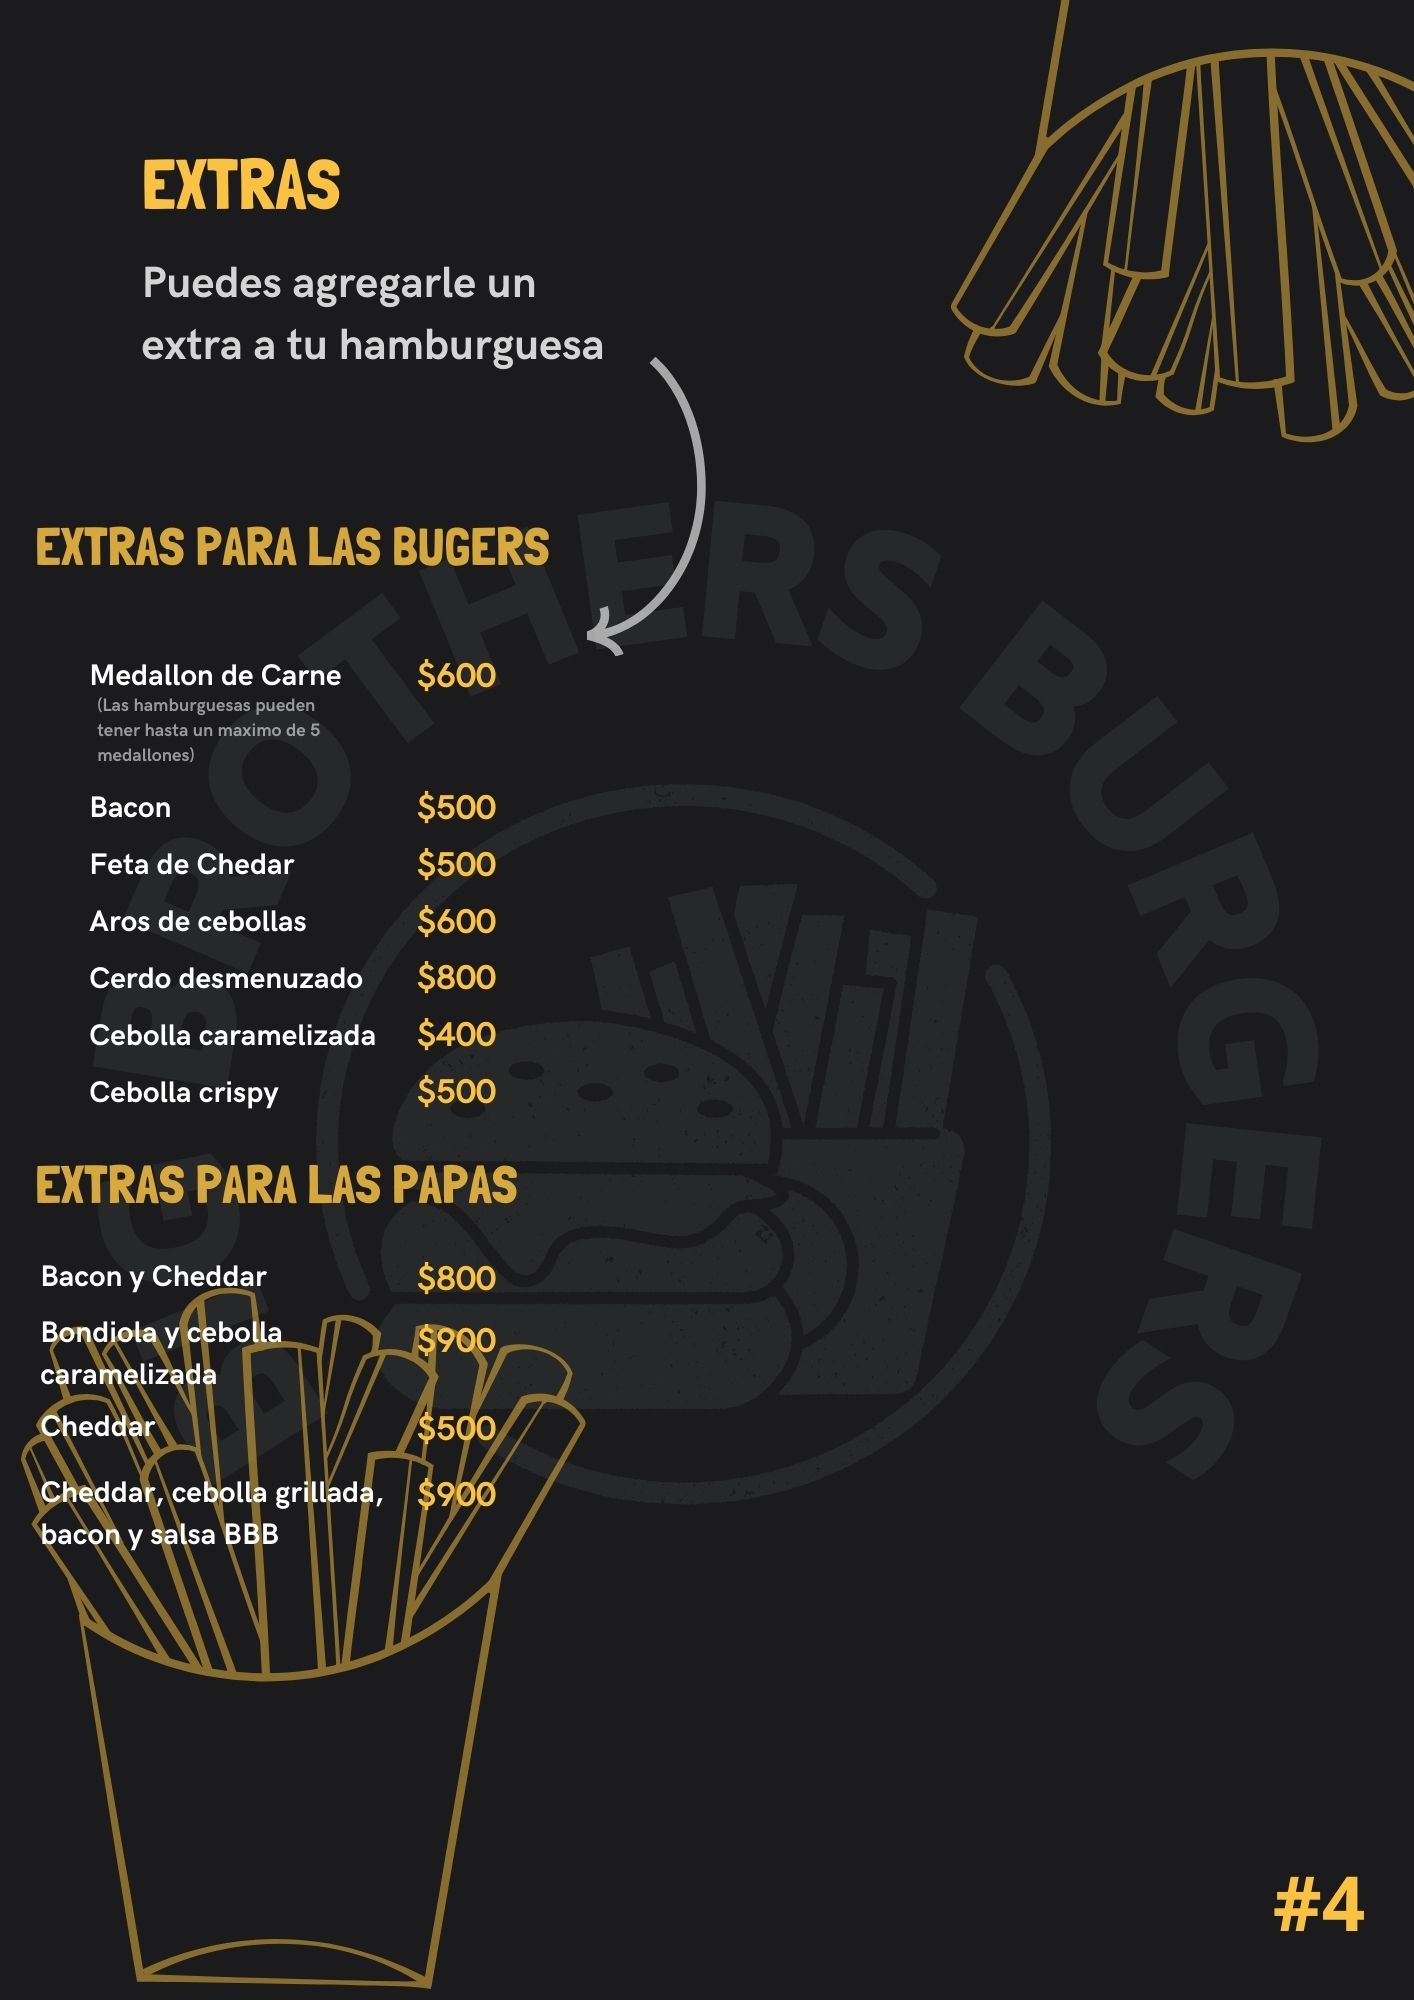 EXTRAS
Puedes agregarle un
extra a tu hamburguesa
EXTRAS PARA LAS BUGERS
Medallon de Carne $600
(Las hamburguesas pueden
tener hasta un maximo de 5
medallones)
Bacon $500
Feta de Chedar $500
Aros de cebollas $600
Cerdo desmenuzado $800
Cebolla caramelizada $400
Cebolla crispy $500
EXTRAS PARA LAS PAPAS
Bacon y Cheddar $800
Bondiola y cebolla $900
caramelizada
Cheddar $500
Cheddar, cebolla grillada, $900
bacon y salsa BBB
BIG BROTHERS BURGERS
#4